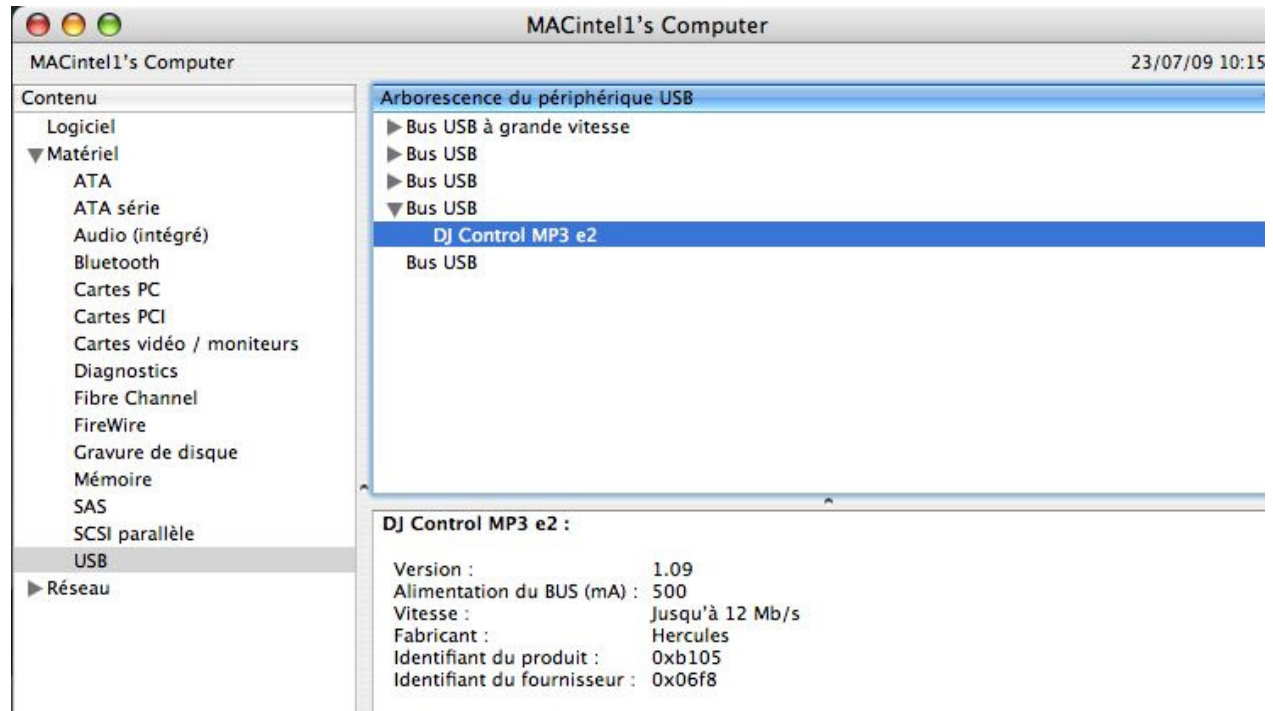 MACintel1's Computer
MACintel1's Computer 23/07/09 10:15
Contenu
Logiciel
Matériel
ATA
ATA série
Audio (intégré)
Bluetooth
Cartes PC
Cartes PCI
Cartes vidéo / moniteurs
Diagnostics
Fibre Channel
FireWire
Gravure de disque
Mémoire
SAS
SCSI parallèle
USB
Réseau
Arborescence du périphérique USB
Bus USB à grande vitesse
Bus USB
Bus USB
Bus USB
DJ Control MP3 e2
Bus USB
DJ Control MP3 e2 :
Version : 1.09
Alimentation du BUS (mA) : 500
Vitesse : Jusqu'à 12 Mb/s
Fabricant : Hercules
Identifiant du produit : 0xb105
Identifiant du fournisseur : 0x06f8